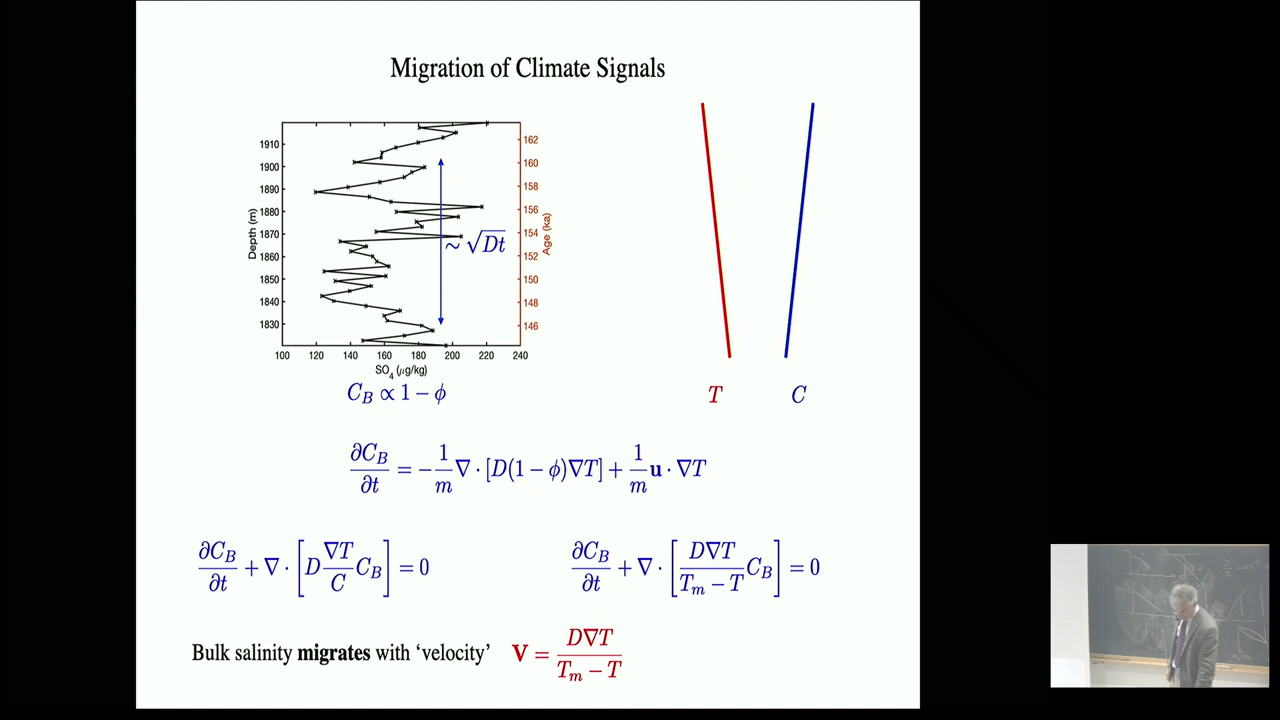 Migration of Climate Signals
1910
1900
1890
1880
1870
1860
1850
1840
1830
Depth (m)
162
160
158
156
154
152
150
148
146
Age (ka)
∼ √Dt
100 120 140 160 180 200 220 240
SO₄ (μg/kg)
C_B ∝ 1 − ϕ
T C
∂C_B/∂t = −1/m ∇ · [D(1 − ϕ)∇T] + 1/m u · ∇T
∂C_B/∂t + ∇ · [D ∇T/C C_B] = 0
∂C_B/∂t + ∇ · [D∇T/(T_m − T) C_B] = 0
Bulk salinity migrates with ‘velocity’ V = D∇T/(T_m − T)